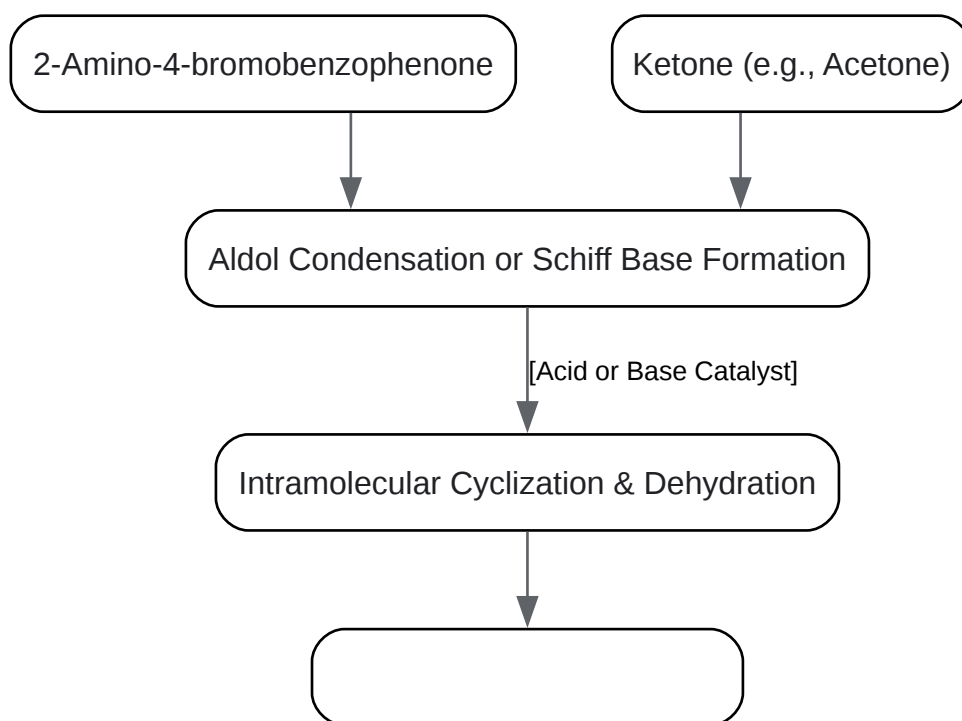 2-Amino-4-bromobenzophenone
Ketone (e.g., Acetone)
Aldol Condensation or Schiff Base Formation
[Acid or Base Catalyst]
Intramolecular Cyclization & Dehydration